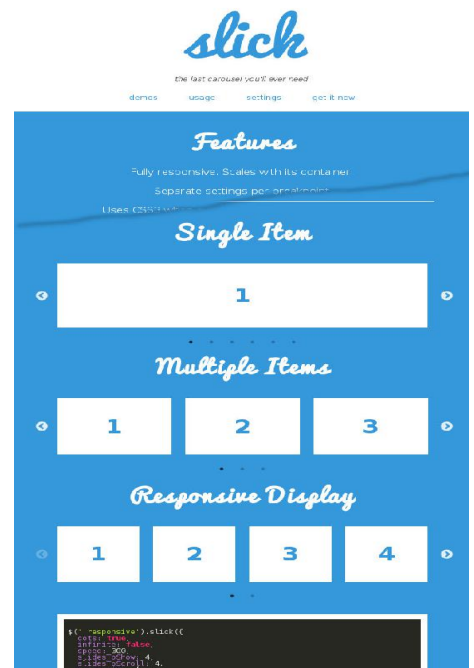 slick
the last carousel you'll ever need
demos usage settings get it now
Features
Fully responsive. Scales with its container
Separate settings per breakpoint
Uses CSS3
Single Item
1
Multiple Items
1 2 3
Responsive Display
1 2 3 4
$('.responsive').slick({
dots: true,
infinite: false,
speed: 300,
slidesToShow: 4,
slidesToScroll: 4,